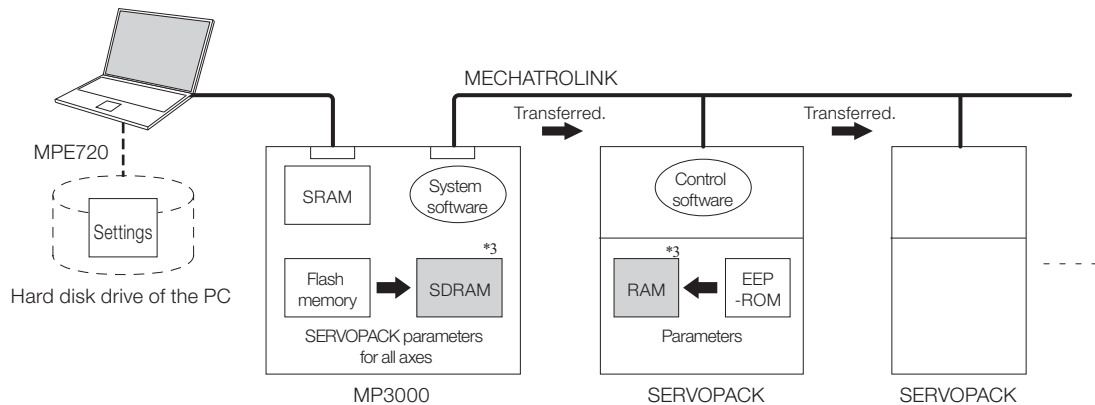 MECHATROLINK
Transferred.
Transferred.
MPE720
Settings
Hard disk drive of the PC
SRAM
System
software
Flash
memory
*3
SDRAM
SERVOPACK parameters
for all axes
MP3000
Control
software
*3
RAM
EEP
-ROM
Parameters
SERVOPACK
SERVOPACK